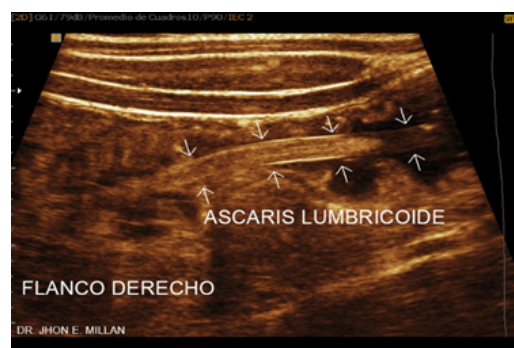 [2D] G61/79dB/Promedio de Cuadros10/P90/IEC 2
ASCARIS LUMBRICOIDE
FLANCO DERECHO
DR. JHON E. MILLAN